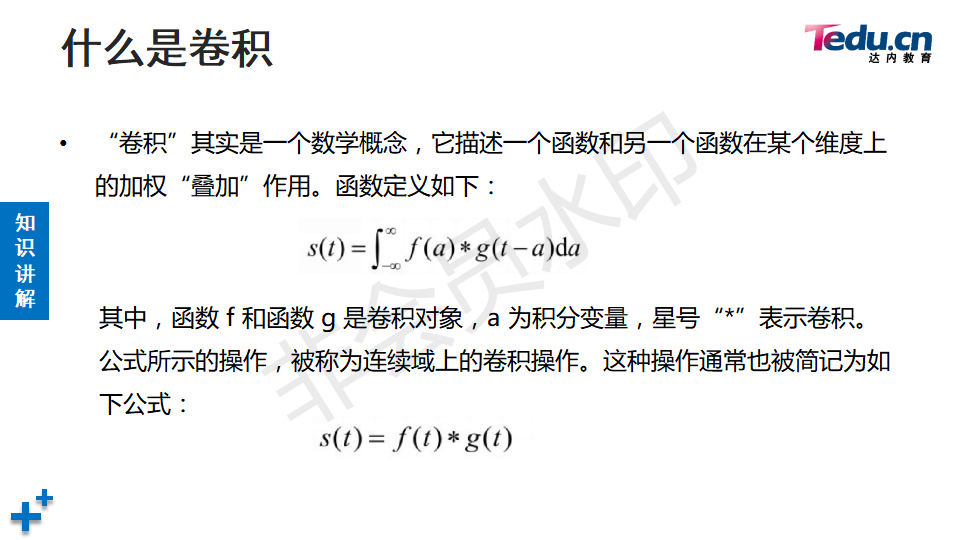 什么是卷积
Tedu.cn
达内教育
• “卷积”其实是一个数学概念，它描述一个函数和另一个函数在某个维度上
的加权“叠加”作用。函数定义如下：
知识讲解
s(t) = ∫_{-∞}^{∞} f(a) * g(t − a)da
其中，函数 f 和函数 g 是卷积对象，a 为积分变量，星号“*”表示卷积。
公式所示的操作，被称为连续域上的卷积操作。这种操作通常也被简记为如
下公式：
s(t) = f(t) * g(t)
非会员水印